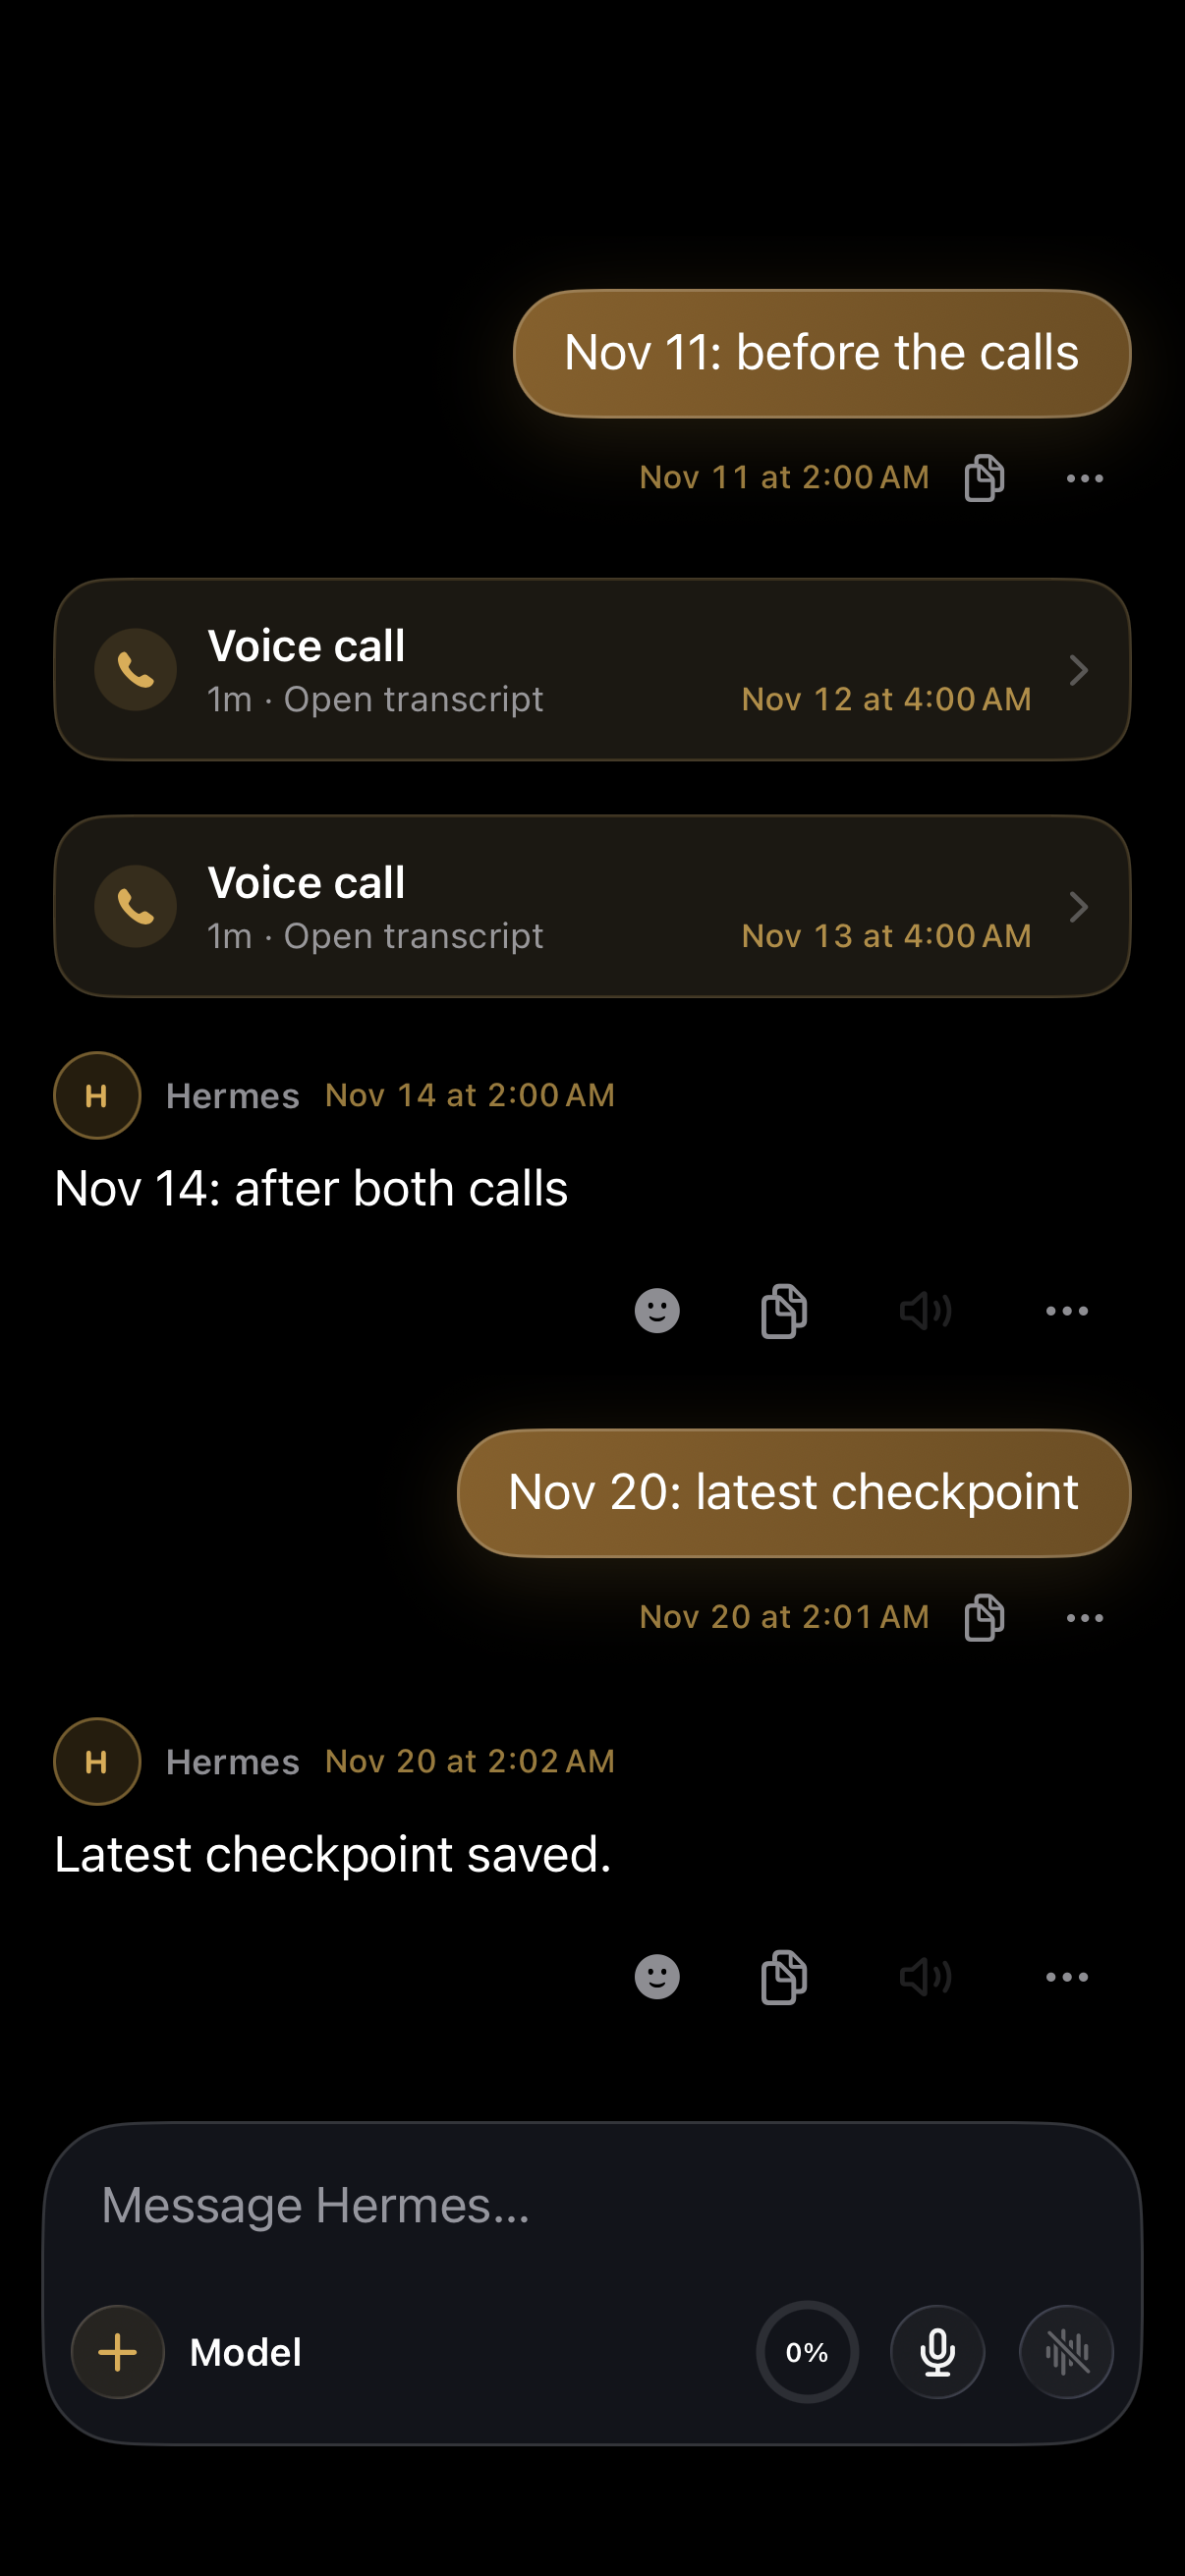 Nov 11: before the calls
Nov 11 at 2:00 AM
Voice call
1m · Open transcript
Nov 12 at 4:00 AM
Voice call
1m · Open transcript
Nov 13 at 4:00 AM
H
Hermes Nov 14 at 2:00 AM
Nov 14: after both calls
Nov 20: latest checkpoint
Nov 20 at 2:01 AM
H
Hermes Nov 20 at 2:02 AM
Latest checkpoint saved.
Message Hermes...
Model
0%